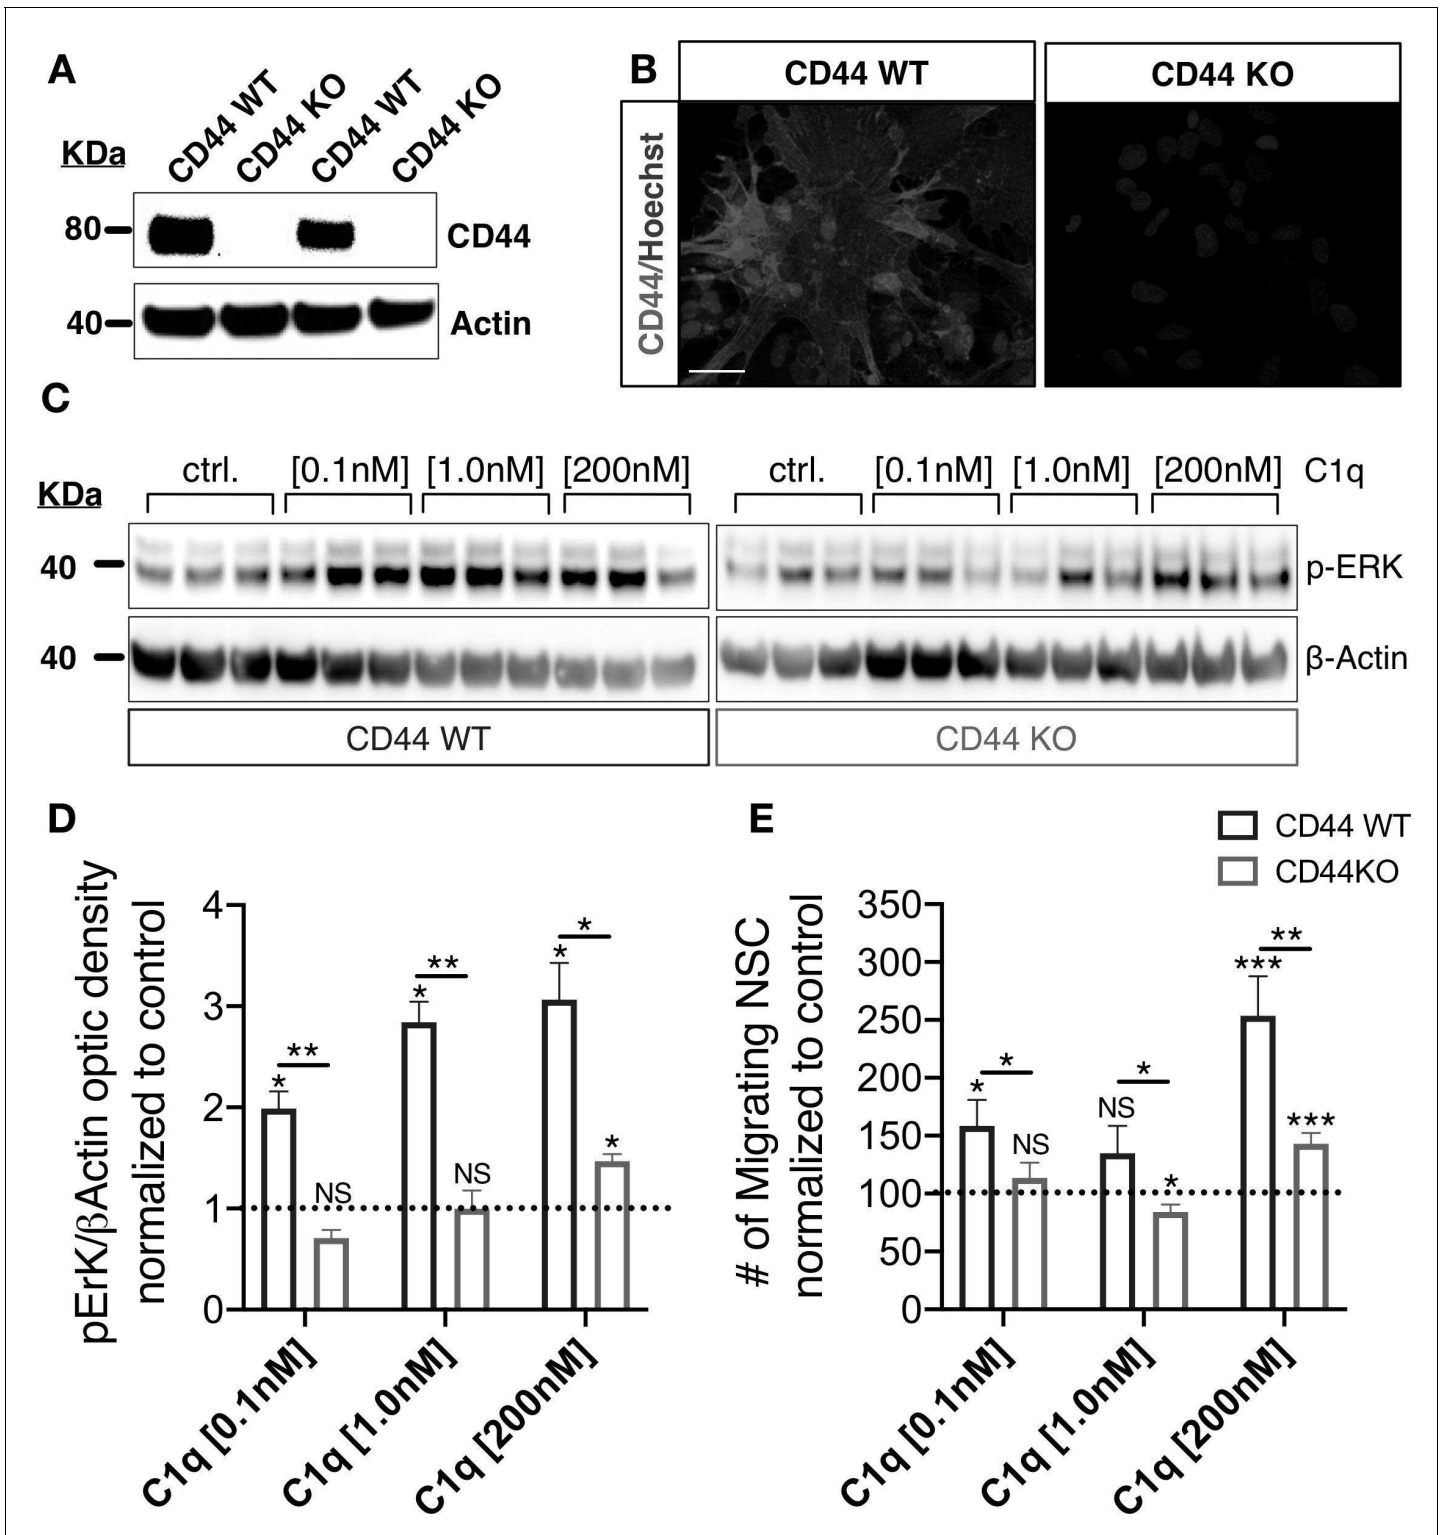 A
CD44 WT
CD44 KO
CD44 WT
CD44 KO
KDa
80
CD44
40
Actin
B
CD44 WT
CD44 KO
CD44/Hoechst
C
ctrl.
[0.1nM]
[1.0nM]
[200nM]
ctrl.
[0.1nM]
[1.0nM]
[200nM]
C1q
KDa
40
p-ERK
40
β-Actin
CD44 WT
CD44 KO
D
pErK/βActin optic density
normalized to control
4
3
2
1
0
*
**
NS
*
**
NS
*
*
*
C1q [0.1nM]
C1q [1.0nM]
C1q [200nM]
E
CD44 WT
CD44KO
# of Migrating NSC
normalized to control
350
300
250
200
150
100
50
0
*
*
NS
NS
*
*
***
**
***
C1q [0.1nM]
C1q [1.0nM]
C1q [200nM]